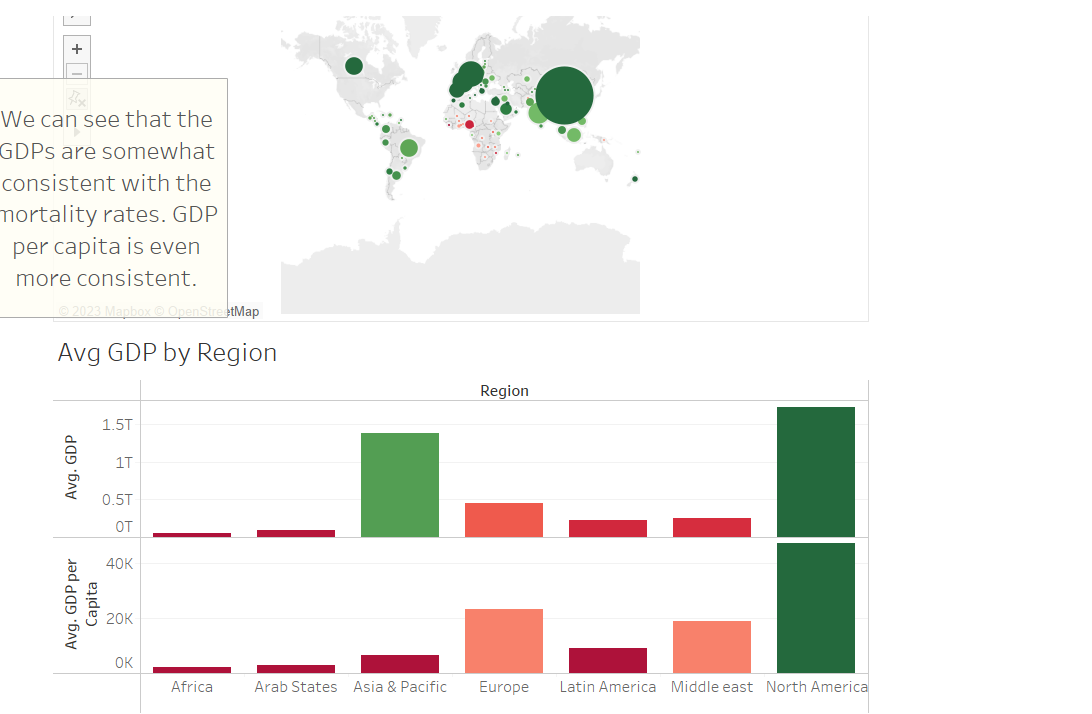 +
−
We can see that the
GDPs are somewhat
consistent with the
mortality rates. GDP
per capita is even
more consistent.
© 2023 Mapbox © OpenStreetMap
Avg GDP by Region
Region
Avg. GDP
1.5T
1T
0.5T
0T
Avg. GDP per
Capita
40K
20K
0K
Africa
Arab States
Asia & Pacific
Europe
Latin America
Middle east
North America